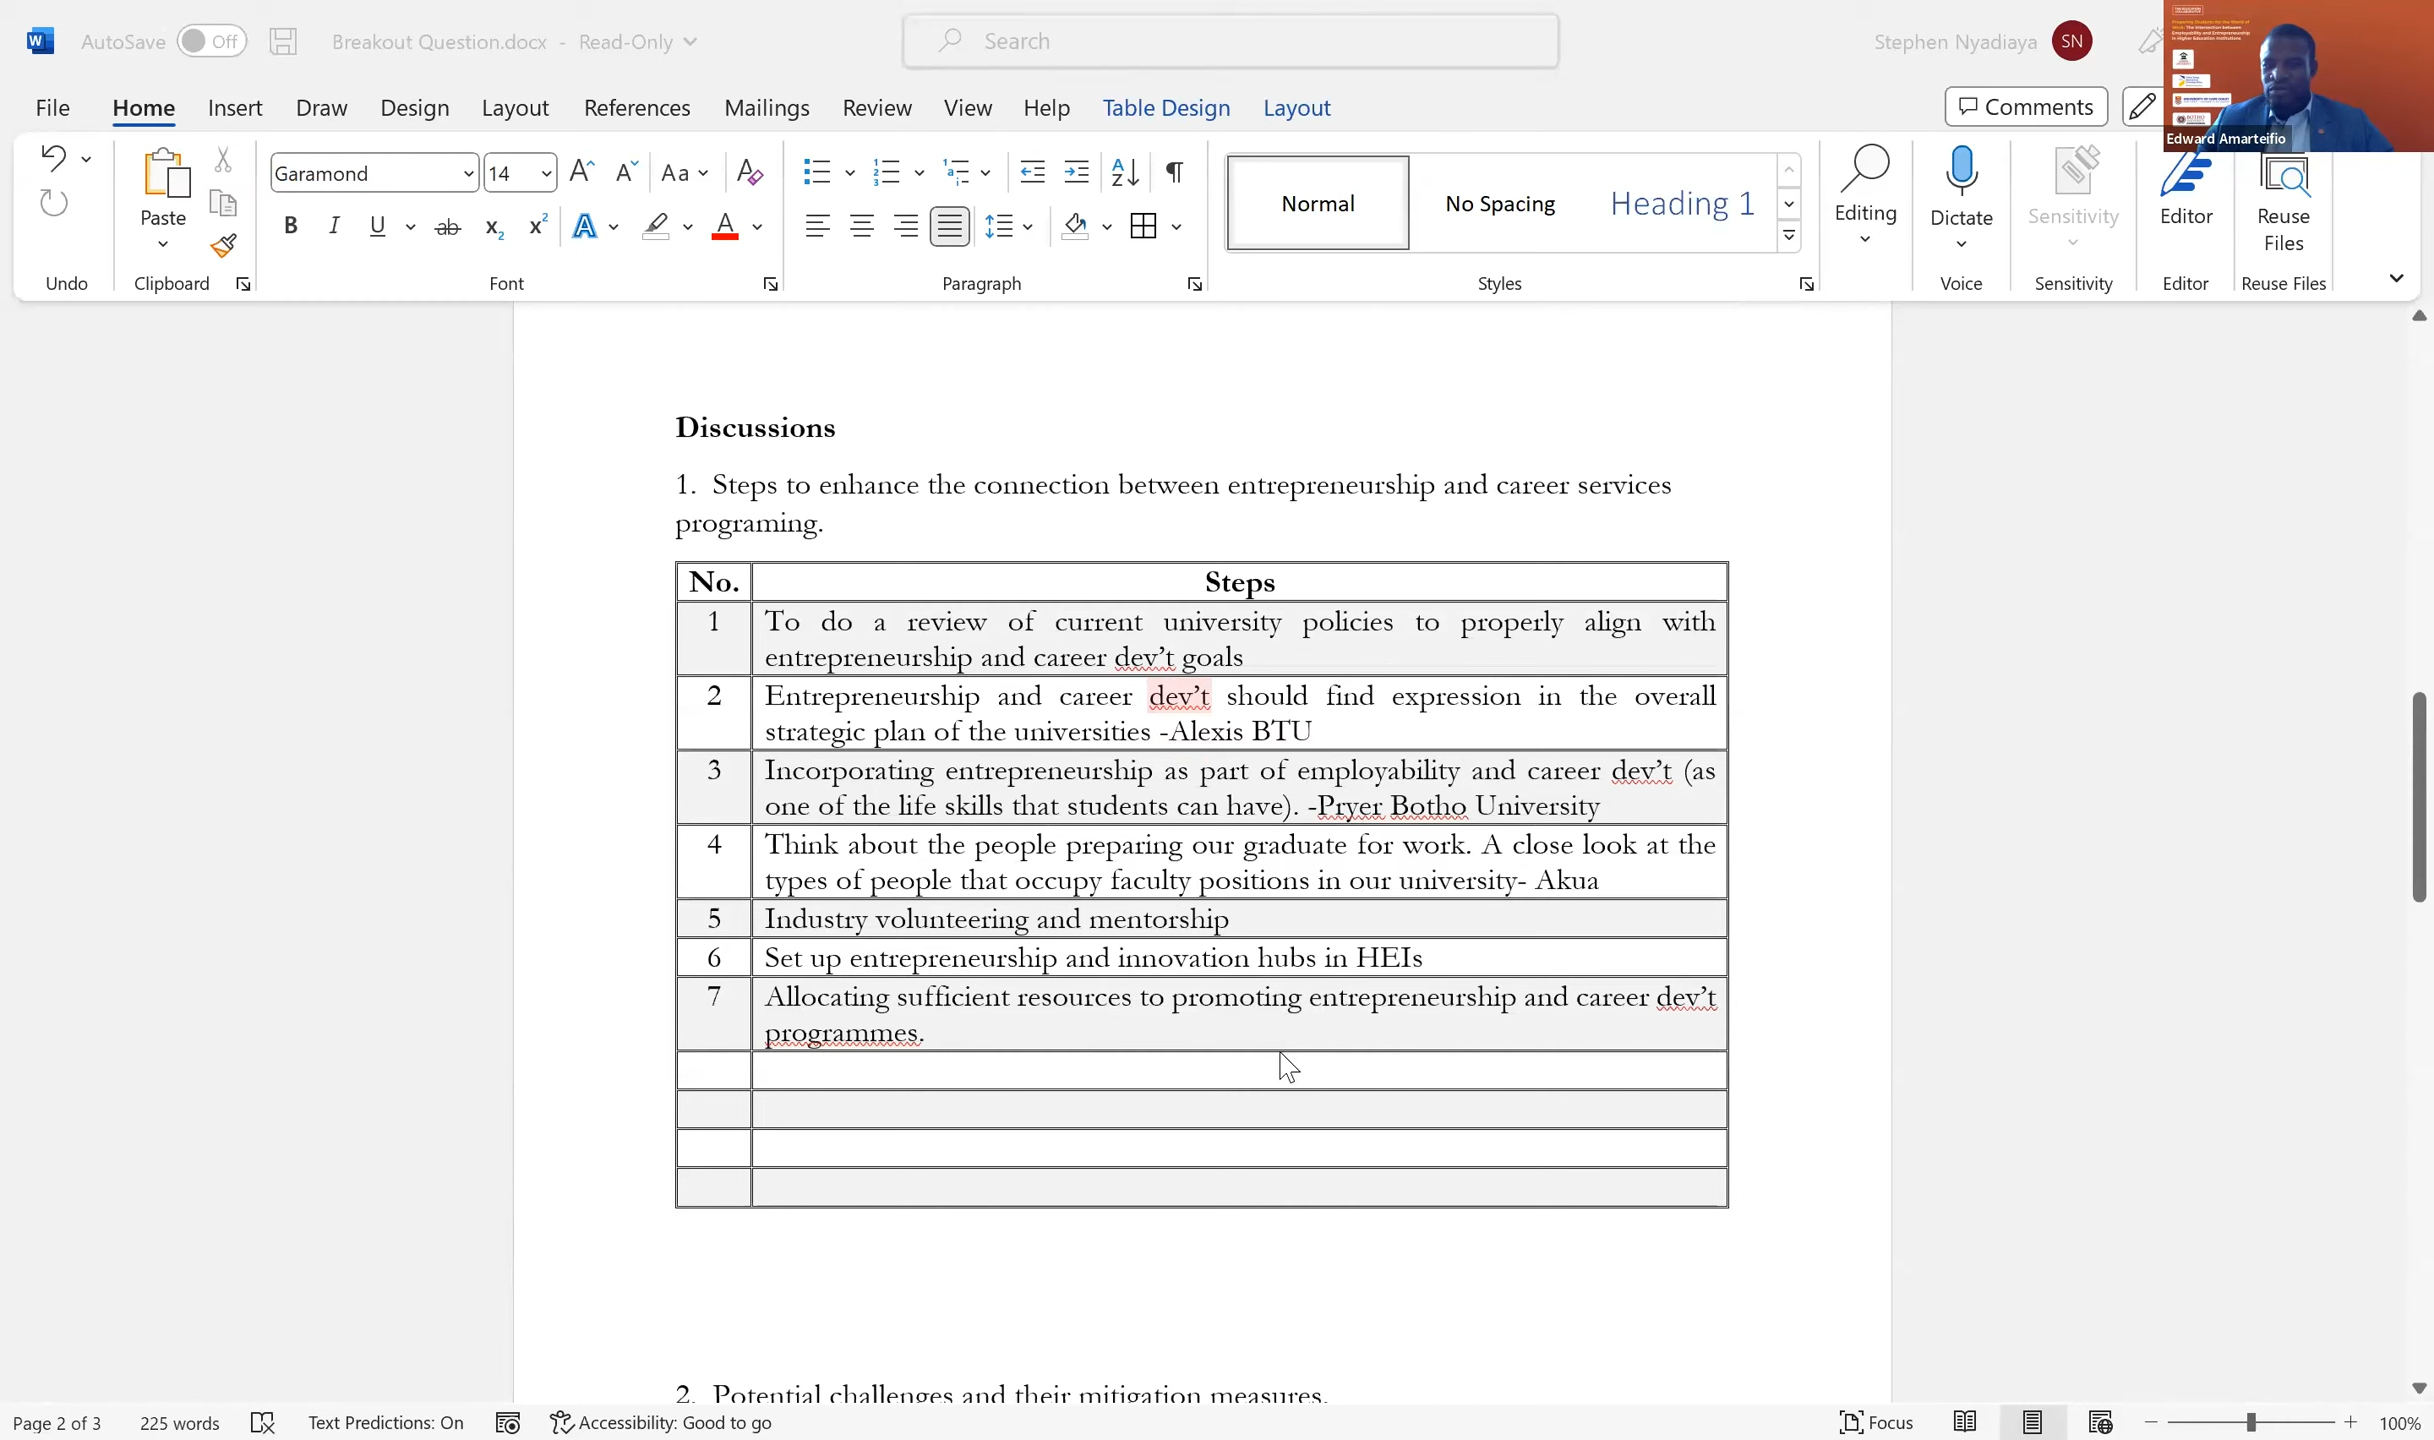 AutoSave Off Breakout Question.docx - Read-Only Search Stephen Nyadiaya SN
File Home Insert Draw Design Layout References Mailings Review View Help Table Design Layout Comments
Garamond 14 Aa
Paste Normal No Spacing Heading 1 Editing Dictate Sensitivity Editor Reuse Files
Undo Clipboard Font Paragraph Styles Voice Sensitivity Editor Reuse Files
Edward Amarteifio
Discussions
1. Steps to enhance the connection between entrepreneurship and career services
programing.
No. Steps
1 To do a review of current university policies to properly align with
entrepreneurship and career dev't goals
2 Entrepreneurship and career dev't should find expression in the overall
strategic plan of the universities -Alexis BTU
3 Incorporating entrepreneurship as part of employability and career dev't (as
one of the life skills that students can have). -Pryer Botho University
4 Think about the people preparing our graduate for work. A close look at the
types of people that occupy faculty positions in our university- Akua
5 Industry volunteering and mentorship
6 Set up entrepreneurship and innovation hubs in HEIs
7 Allocating sufficient resources to promoting entrepreneurship and career dev't
programmes.
2. Potential challenges and their mitigation measures.
Page 2 of 3 225 words Text Predictions: On Accessibility: Good to go Focus 100%